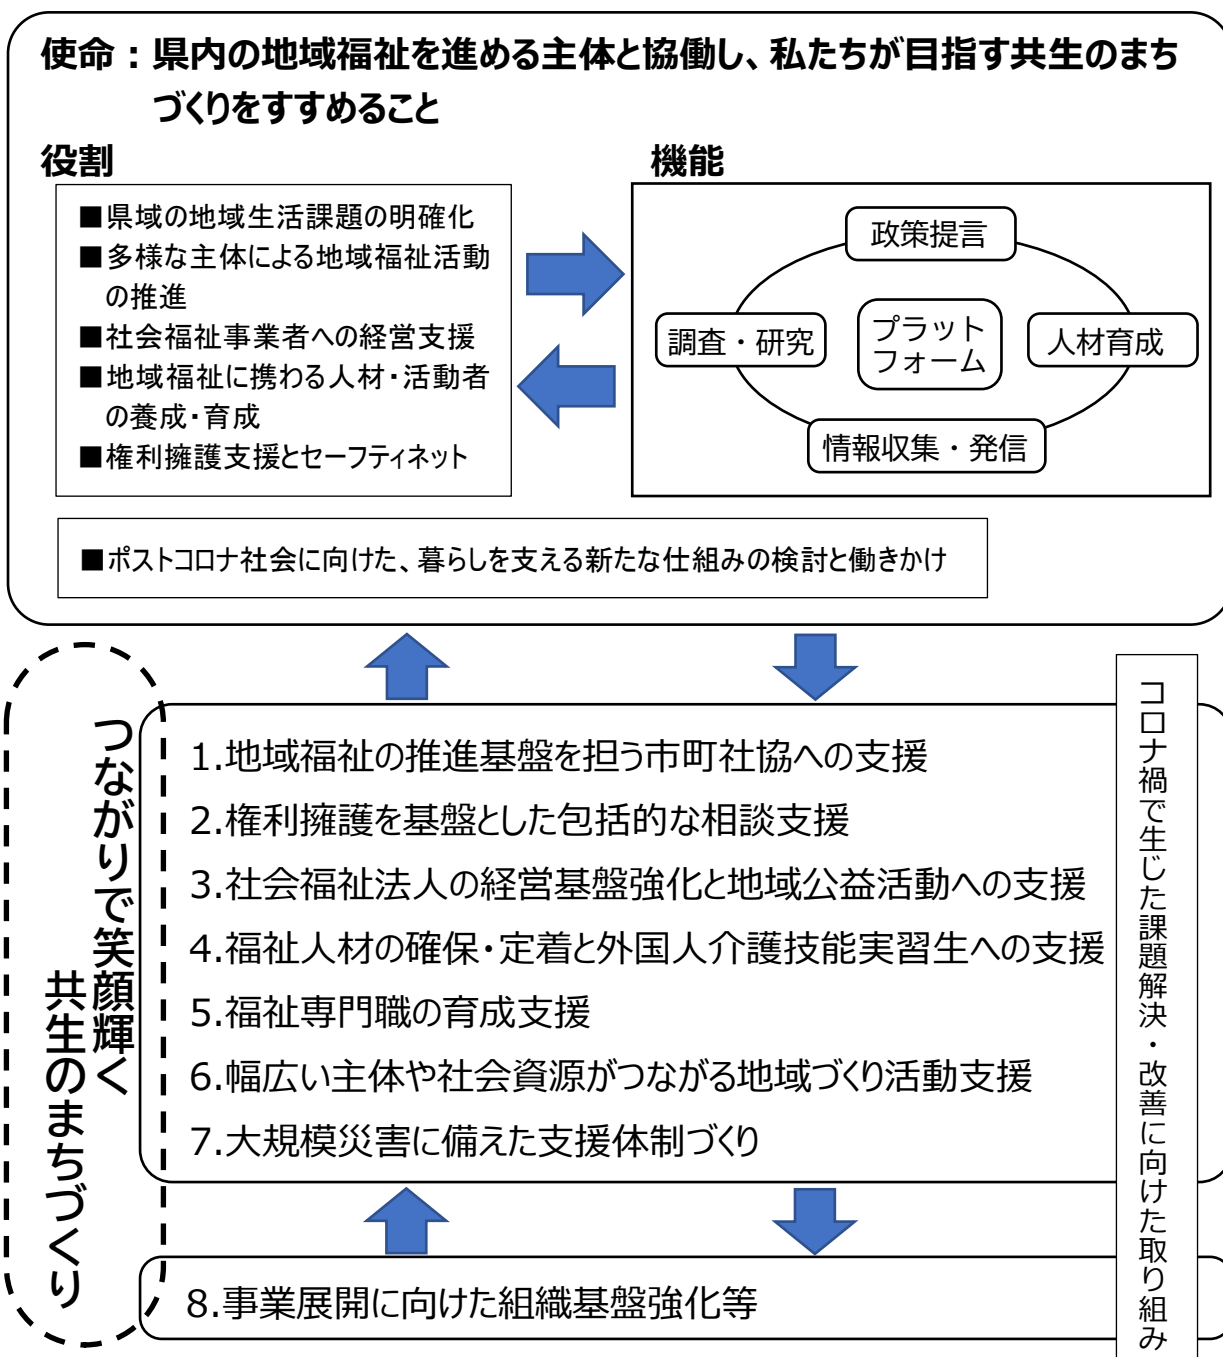 使命：県内の地域福祉を進める主体と協働し、私たちが目指す共生のまち
づくりをすすめること
役割
■県域の地域生活課題の明確化
■多様な主体による地域福祉活動
の推進
■社会福祉事業者への経営支援
■地域福祉に携わる人材・活動者
の養成・育成
■権利擁護支援とセーフティネット
機能
政策提言
調査・研究
プラット
フォーム
人材育成
情報収集・発信
■ポストコロナ社会に向けた、暮らしを支える新たな仕組みの検討と働きかけ
つながりで笑顔輝く
共生のまちづくり
1.地域福祉の推進基盤を担う市町社協への支援
2.権利擁護を基盤とした包括的な相談支援
3.社会福祉法人の経営基盤強化と地域公益活動への支援
4.福祉人材の確保・定着と外国人介護技能実習生への支援
5.福祉専門職の育成支援
6.幅広い主体や社会資源がつながる地域づくり活動支援
7.大規模災害に備えた支援体制づくり
8.事業展開に向けた組織基盤強化等
コロナ禍で生じた課題解決・改善に向けた取り組み